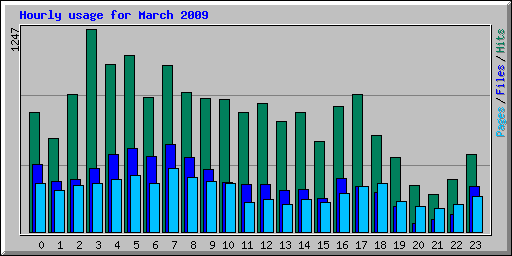 Hourly usage for March 2009
1247
Pages/Files/Hits
0 1 2 3 4 5 6 7 8 9 10 11 12 13 14 15 16 17 18 19 20 21 22 23